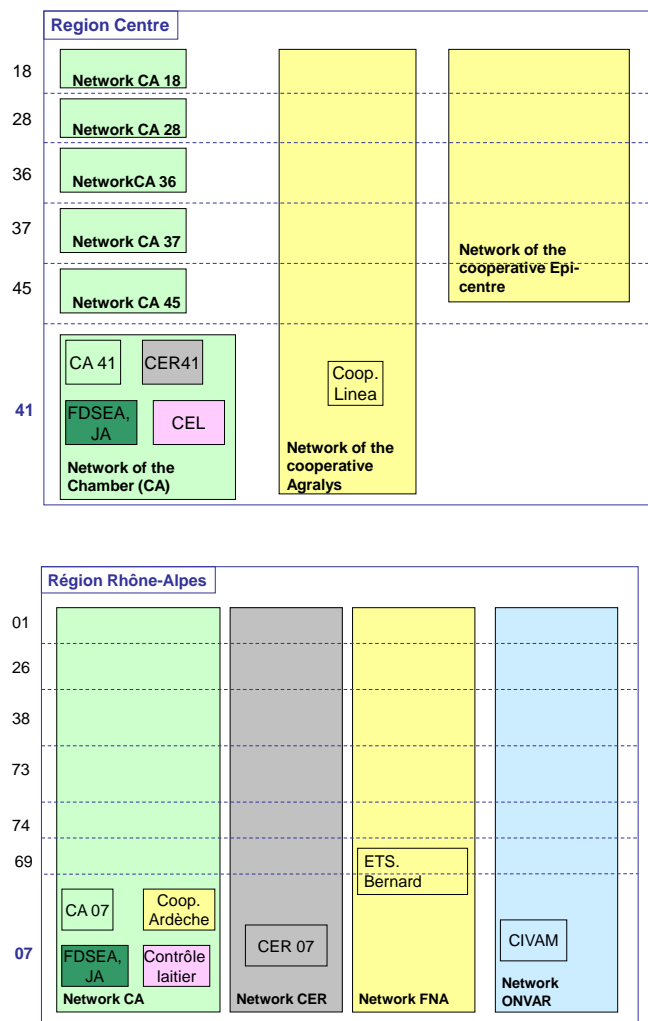 Region Centre
18
Network CA 18
28
Network CA 28
36
NetworkCA 36
37
Network CA 37
45
Network CA 45
Network of the
cooperative Epi-
centre
41
CA 41
CER41
FDSEA,
JA
CEL
Network of the
Chamber (CA)
Coop.
Linea
Network of the
cooperative
Agralys
Région Rhône-Alpes
01
26
38
73
74
69
ETS.
Bernard
07
CA 07
Coop.
Ardèche
FDSEA,
JA
Contrôle
laitier
CER 07
CIVAM
Network CA
Network CER
Network FNA
Network
ONVAR